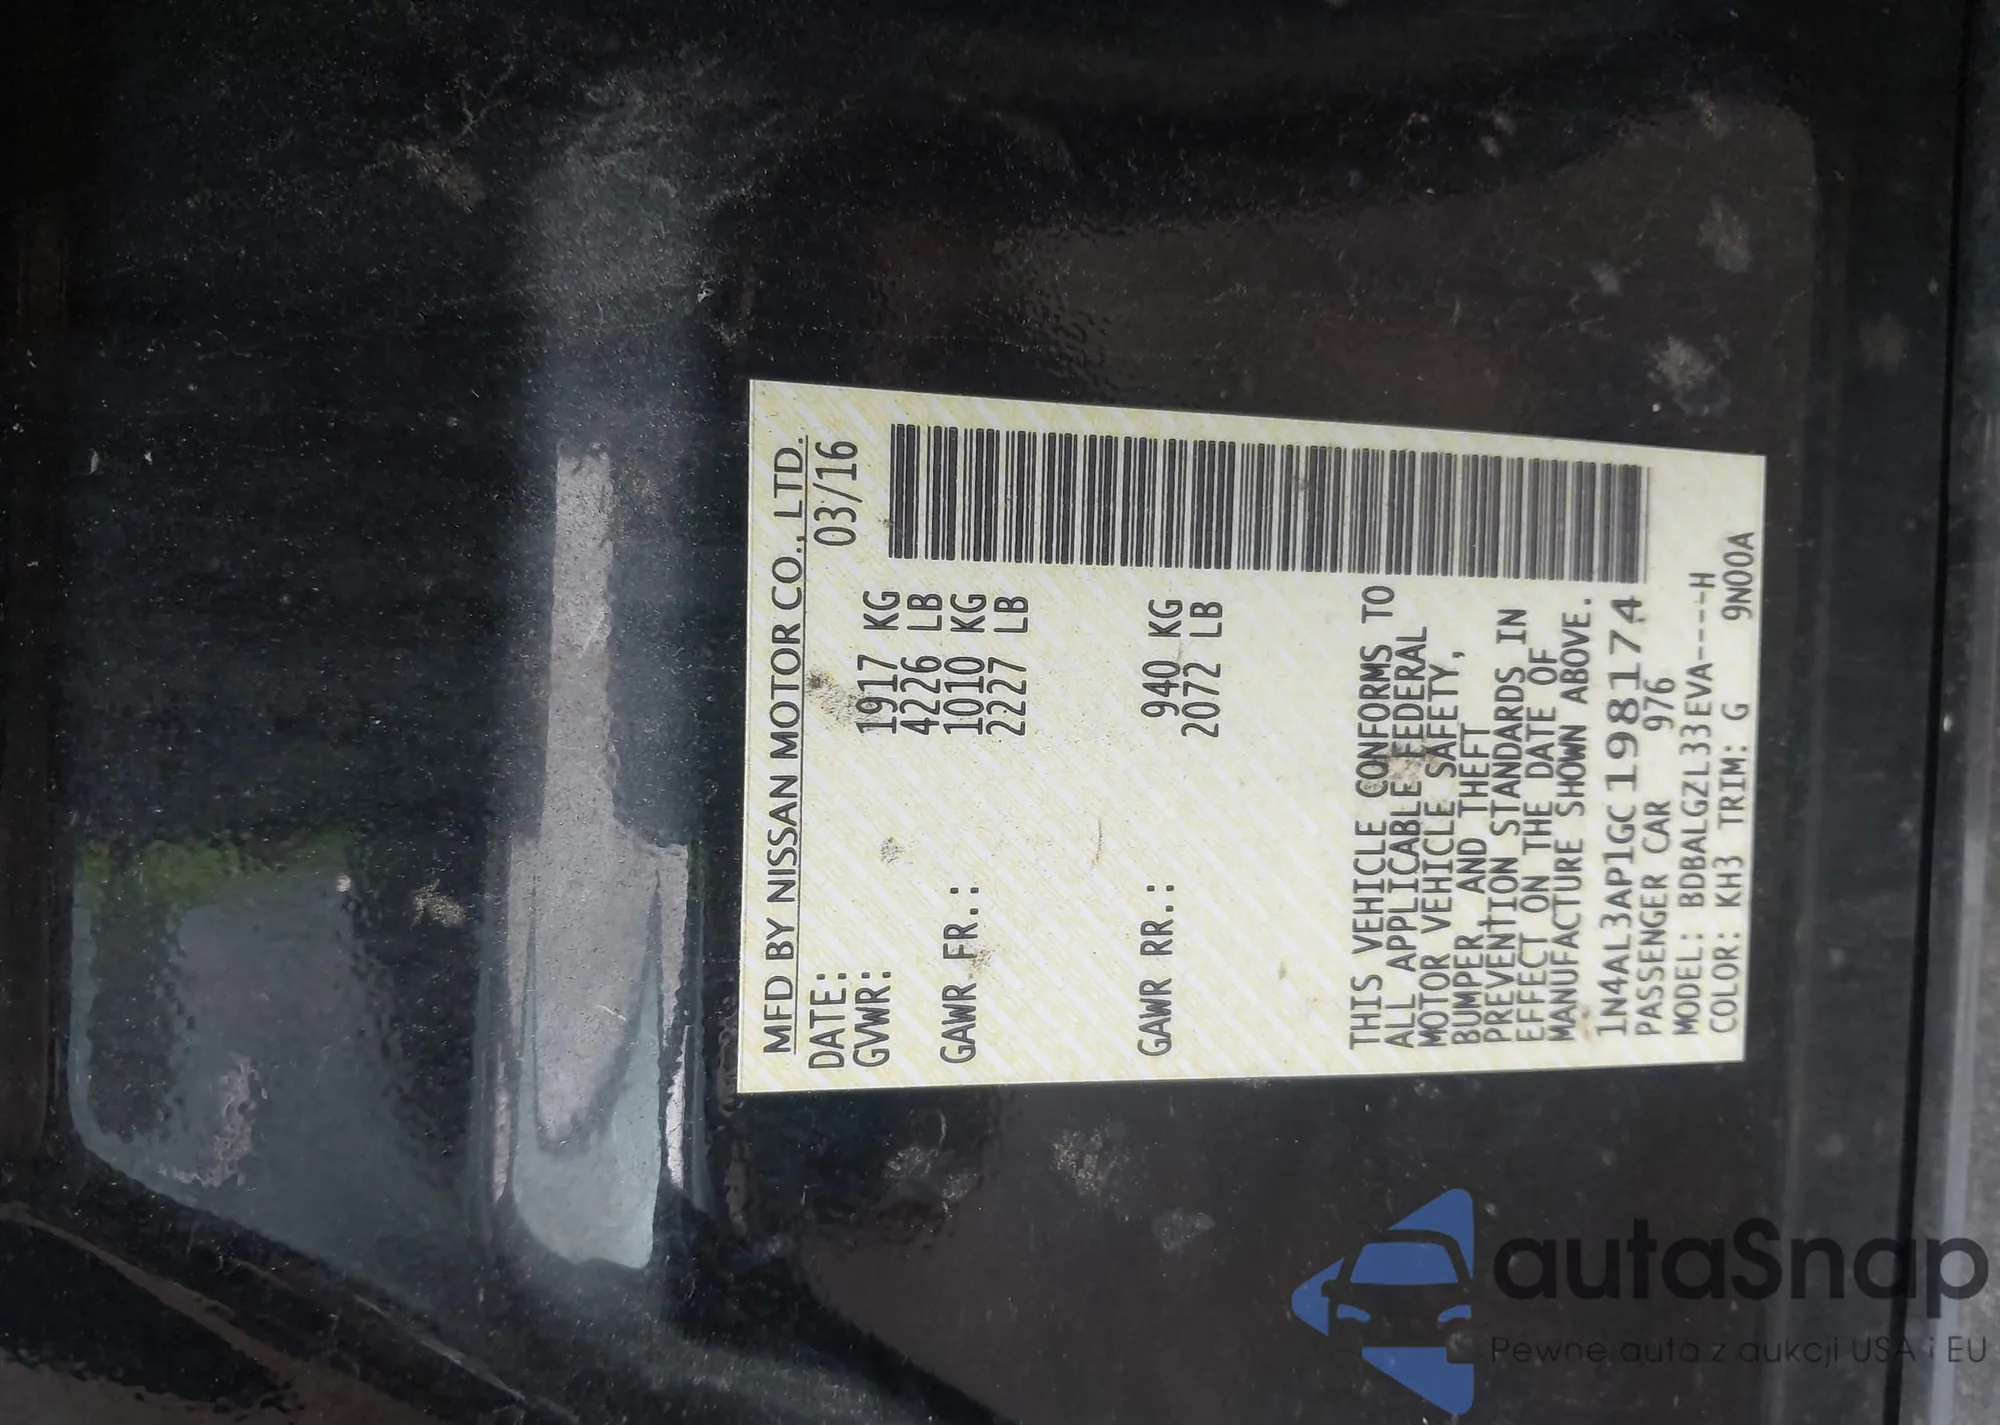 MFD BY NISSAN MOTOR CO., LTD.
DATE: 03/16
GVWR: 1917 KG
4226 LB
GAWR FR.: 1010 KG
2227 LB
GAWR RR.: 940 KG
2072 LB
THIS VEHICLE CONFORMS TO
ALL APPLICABLE FEDERAL
MOTOR VEHICLE SAFETY,
BUMPER AND THEFT
PREVENTION STANDARDS IN
EFFECT ON THE DATE OF
MANUFACTURE SHOWN ABOVE.
1N4AL3AP1GC198174
PASSENGER CAR 976
MODEL: BDBALGZL33EVA----H
COLOR: KH3 TRIM: G 9N00A
autaSnap
Pewne auta z aukcji USA i EU